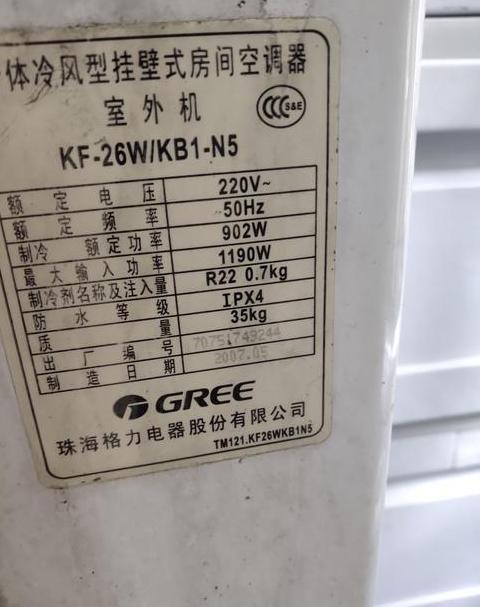 体冷风型挂壁式房间空调器
室外机
CCC S&E
KF-26W/KB1-N5
额定电压 220V~
额定频率 50Hz
制冷额定功率 902W
最大输入功率 1190W
制冷剂名称及注入量 R22 0.7kg
防水等级 IPX4
质量 35kg
出厂编号 70751749244
制造日期 2007.05
GREE
珠海格力电器股份有限公司
TM121.KF26WKB1N5